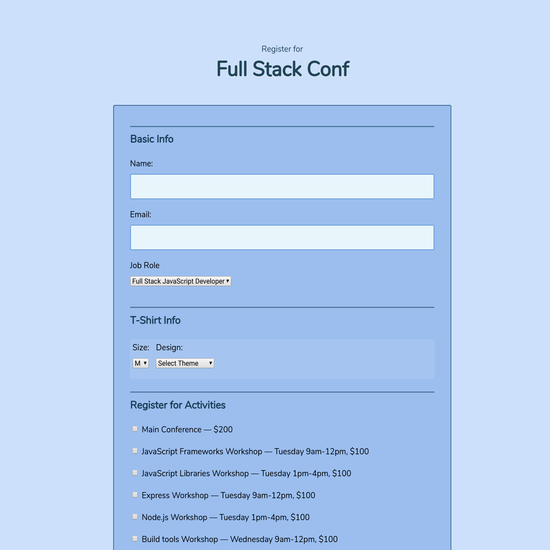 Register for
Full Stack Conf
Basic Info
Name:
Email:
Job Role
Full Stack JavaScript Developer
T-Shirt Info
Size: Design:
M Select Theme
Register for Activities
Main Conference — $200
JavaScript Frameworks Workshop — Tuesday 9am-12pm, $100
JavaScript Libraries Workshop — Tuesday 1pm-4pm, $100
Express Workshop — Tuesday 9am-12pm, $100
Node.js Workshop — Tuesday 1pm-4pm, $100
Build tools Workshop — Wednesday 9am-12pm, $100